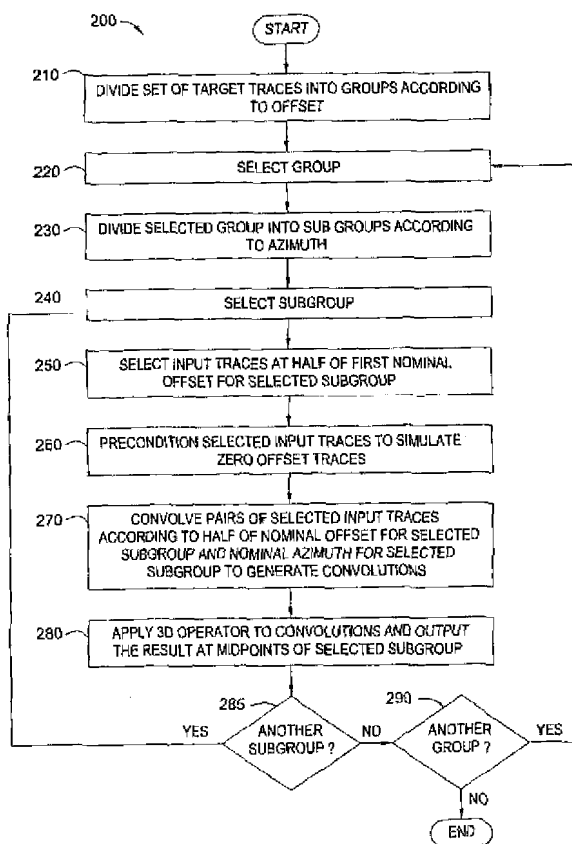 200
START
210
DIVIDE SET OF TARGET TRACES INTO GROUPS ACCORDING
TO OFFSET
220
SELECT GROUP
230
DIVIDE SELECTED GROUP INTO SUB GROUPS ACCORDING
TO AZIMUTH
240
SELECT SUBGROUP
250
SELECT INPUT TRACES AT HALF OF FIRST NOMINAL
OFFSET FOR SELECTED SUBGROUP
260
PRECONDITION SELECTED INPUT TRACES TO SIMULATE
ZERO OFFSET TRACES
270
CONVOLVE PAIRS OF SELECTED INPUT TRACES
ACCORDING TO HALF OF NOMINAL OFFSET FOR SELECTED
SUBGROUP AND NOMINAL AZIMUTH FOR SELECTED
SUBGROUP TO GENERATE CONVOLUTIONS
280
APPLY 3D OPERATOR TO CONVOLUTIONS AND OUTPUT
THE RESULT AT MIDPOINTS OF SELECTED SUBGROUP
285
290
YES
ANOTHER
SUBGROUP ?
NO
ANOTHER
GROUP ?
YES
NO
END